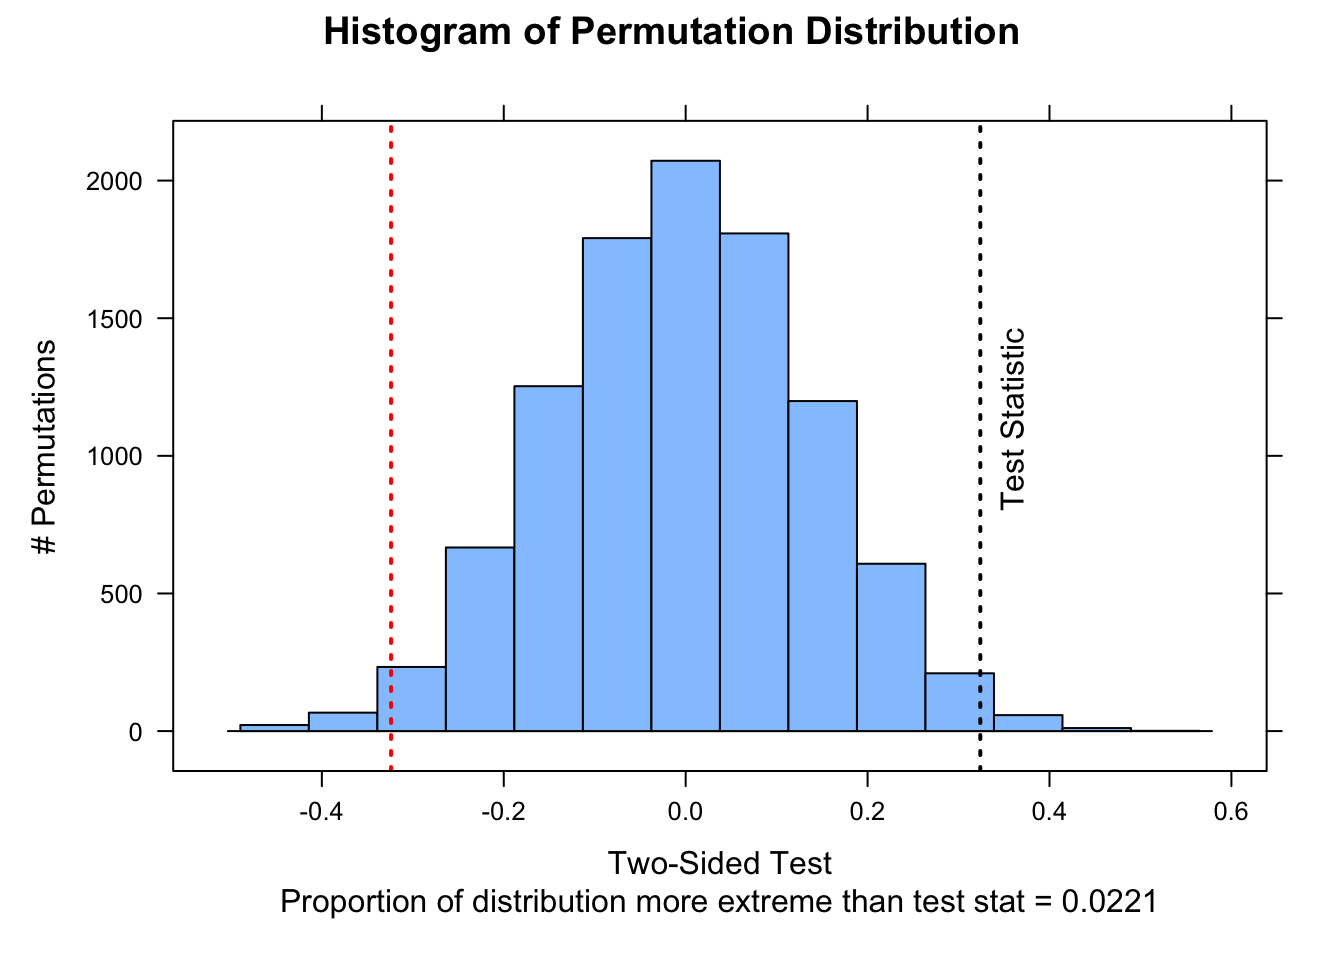 Histogram of Permutation Distribution
2000
1500
1000
500
0
# Permutations
Test Statistic
-0.4 -0.2 0.0 0.2 0.4 0.6
Two-Sided Test
Proportion of distribution more extreme than test stat = 0.0221